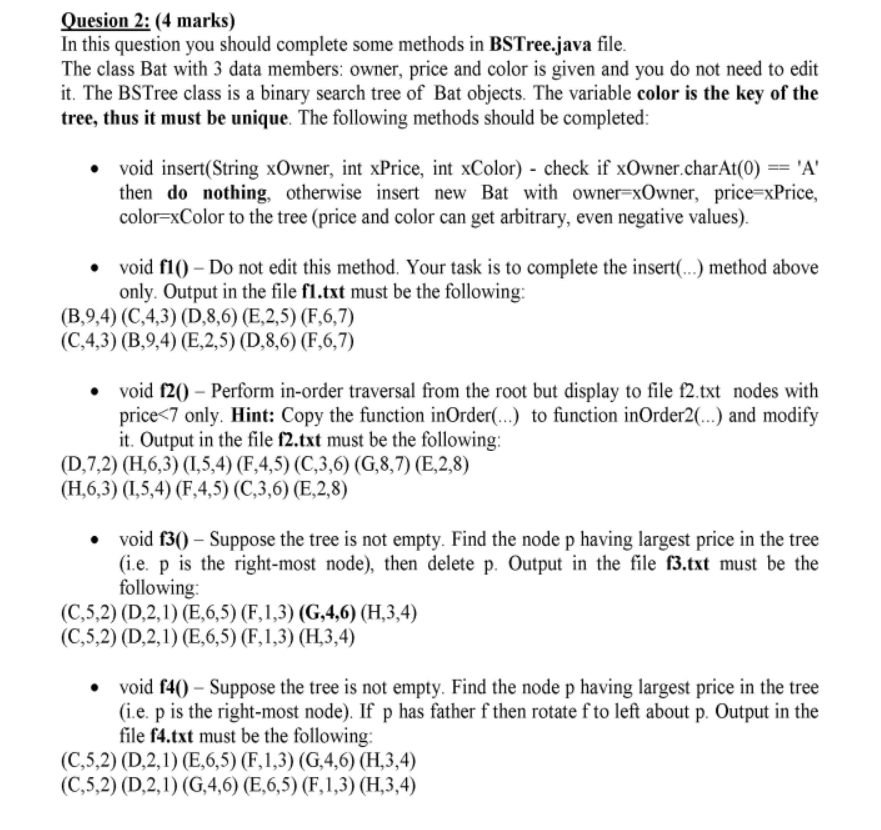 Quesion 2: (4 marks)
In this question you should complete some methods in BSTree.java file.
The class Bat with 3 data members: owner, price and color is given and you do not need to edit
it. The BSTree class is a binary search tree of Bat objects. The variable color is the key of the
tree, thus it must be unique. The following methods should be completed:
• void insert(String xOwner, int xPrice, int xColor) - check if xOwner.charAt(0) == 'A'
then do nothing, otherwise insert new Bat with owner=xOwner, price=xPrice,
color=xColor to the tree (price and color can get arbitrary, even negative values).
• void f1() – Do not edit this method. Your task is to complete the insert(...) method above
only. Output in the file f1.txt must be the following:
(B,9,4) (C,4,3) (D,8,6) (E,2,5) (F,6,7)
(C,4,3) (B,9,4) (E,2,5) (D,8,6) (F,6,7)
• void f2() – Perform in-order traversal from the root but display to file f2.txt nodes with
price<7 only. Hint: Copy the function inOrder(...) to function inOrder2(...) and modify
it. Output in the file f2.txt must be the following:
(D,7,2) (H,6,3) (I,5,4) (F,4,5) (C,3,6) (G,8,7) (E,2,8)
(H,6,3) (I,5,4) (F,4,5) (C,3,6) (E,2,8)
• void f3() – Suppose the tree is not empty. Find the node p having largest price in the tree
(i.e. p is the right-most node), then delete p. Output in the file f3.txt must be the
following:
(C,5,2) (D,2,1) (E,6,5) (F,1,3) (G,4,6) (H,3,4)
(C,5,2) (D,2,1) (E,6,5) (F,1,3) (H,3,4)
• void f4() – Suppose the tree is not empty. Find the node p having largest price in the tree
(i.e. p is the right-most node). If p has father f then rotate f to left about p. Output in the
file f4.txt must be the following:
(C,5,2) (D,2,1) (E,6,5) (F,1,3) (G,4,6) (H,3,4)
(C,5,2) (D,2,1) (G,4,6) (E,6,5) (F,1,3) (H,3,4)